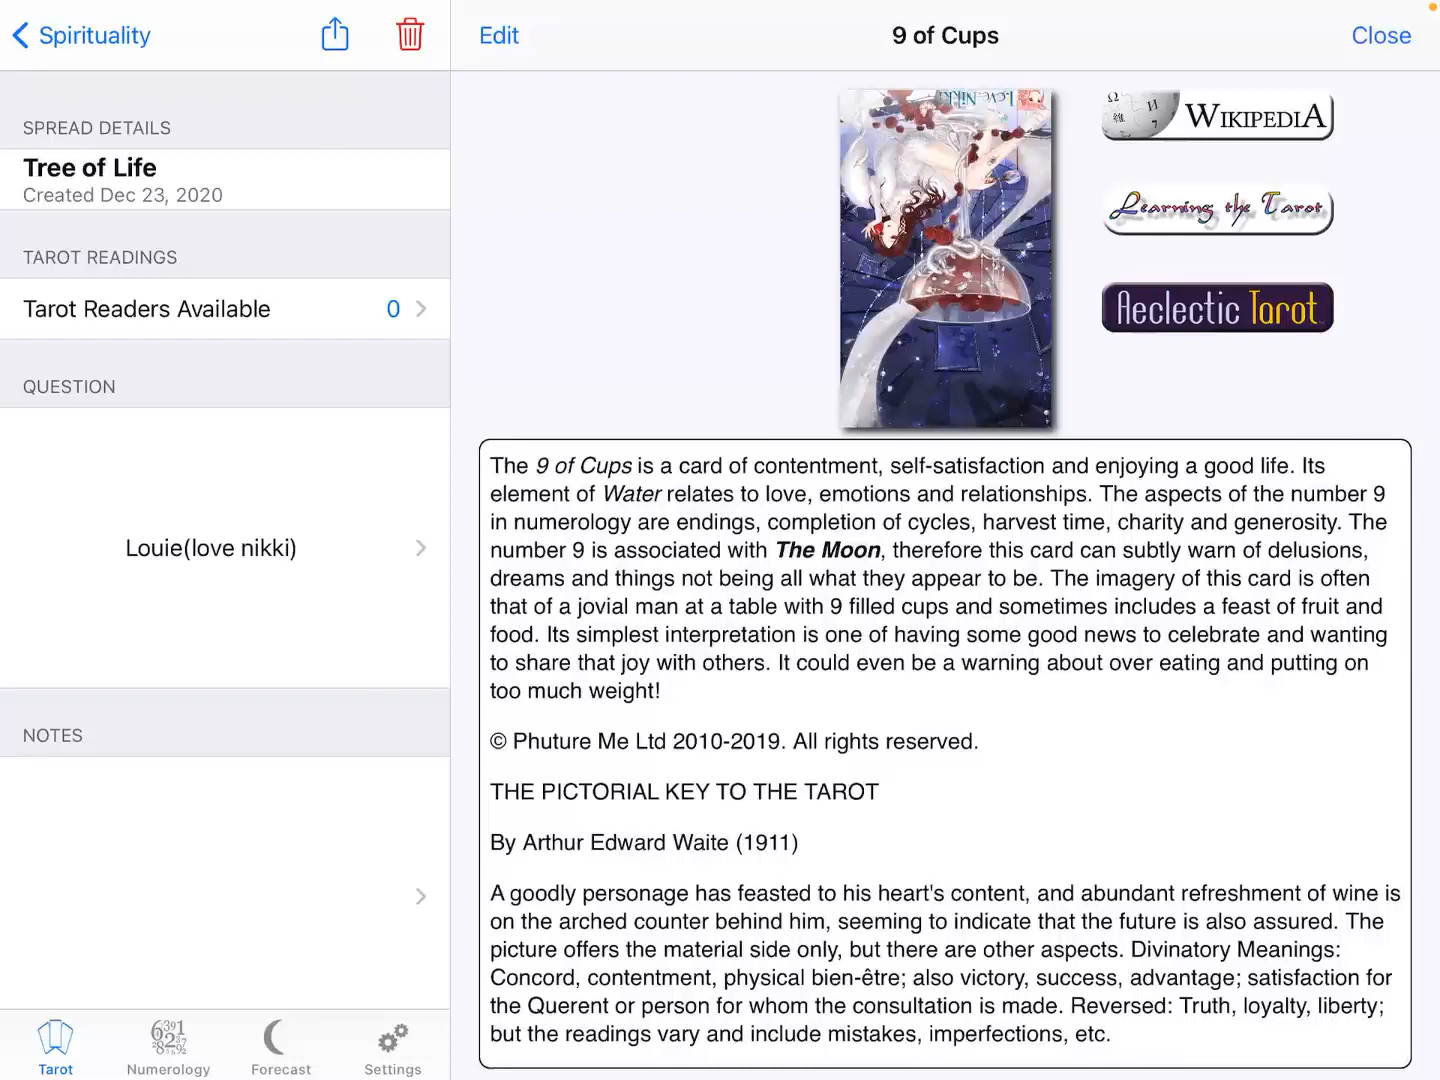 Spirituality
Edit
9 of Cups
Close
SPREAD DETAILS
Tree of Life
Created Dec 23, 2020
TAROT READINGS
Tarot Readers Available 0
QUESTION
Louie(love nikki)
NOTES
Love Nikki
WIKIPEDIA
Learning the Tarot
Aeclectic Tarot
The 9 of Cups is a card of contentment, self-satisfaction and enjoying a good life. Its
element of Water relates to love, emotions and relationships. The aspects of the number 9
in numerology are endings, completion of cycles, harvest time, charity and generosity. The
number 9 is associated with The Moon, therefore this card can subtly warn of delusions,
dreams and things not being all what they appear to be. The imagery of this card is often
that of a jovial man at a table with 9 filled cups and sometimes includes a feast of fruit and
food. Its simplest interpretation is one of having some good news to celebrate and wanting
to share that joy with others. It could even be a warning about over eating and putting on
too much weight!
© Phuture Me Ltd 2010-2019. All rights reserved.
THE PICTORIAL KEY TO THE TAROT
By Arthur Edward Waite (1911)
A goodly personage has feasted to his heart's content, and abundant refreshment of wine is
on the arched counter behind him, seeming to indicate that the future is also assured. The
picture offers the material side only, but there are other aspects. Divinatory Meanings:
Concord, contentment, physical bien-être; also victory, success, advantage; satisfaction for
the Querent or person for whom the consultation is made. Reversed: Truth, loyalty, liberty;
but the readings vary and include mistakes, imperfections, etc.
Tarot
Numerology
Forecast
Settings